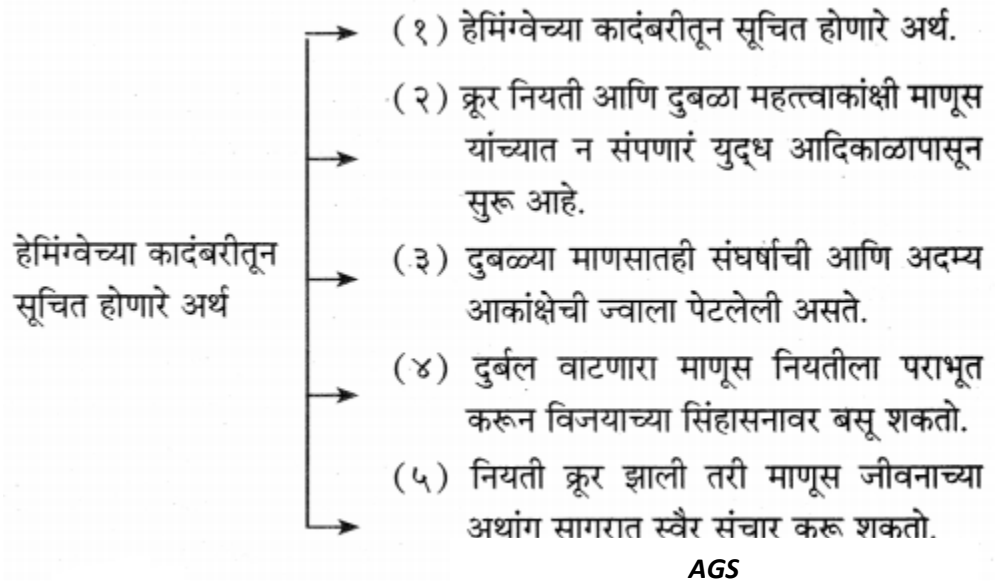 (१) हेमिंग्वेच्या कादंबरीतून सूचित होणारे अर्थ.
(२) क्रूर नियती आणि दुबळा महत्त्वाकांक्षी माणूस
यांच्यात न संपणारं युद्ध आदिकाळापासून
सुरू आहे.
हेमिंग्वेच्या कादंबरीतून
सूचित होणारे अर्थ
(३) दुबळ्या माणसातही संघर्षाची आणि अदम्य
आकांक्षेची ज्वाला पेटलेली असते.
(४) दुर्बल वाटणारा माणूस नियतीला पराभूत
करून विजयाच्या सिंहासनावर बसू शकतो.
(५) नियती क्रूर झाली तरी माणूस जीवनाच्या
अथांग सागरात स्वैर संचार करू शकतो.
AGS